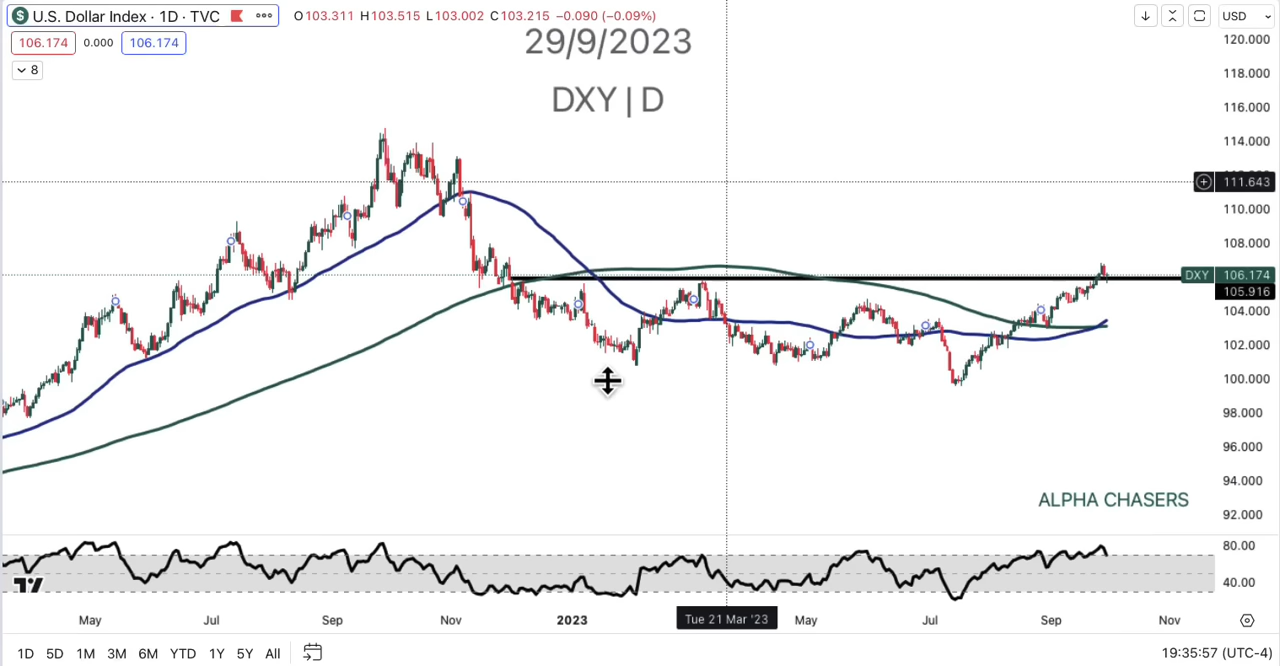 U.S. Dollar Index · 1D · TVC
O103.311 H103.515 L103.002 C103.215 −0.090 (−0.09%)
USD
106.174 0.000 106.174
8
29/9/2023
DXY | D
120.000
118.000
116.000
114.000
111.643
110.000
108.000
DXY 106.174
105.916
104.000
102.000
100.000
98.000
96.000
94.000
92.000
ALPHA CHASERS
80.00
40.00
May Jul Sep Nov 2023 Tue 21 Mar '23 May Jul Sep Nov
1D 5D 1M 3M 6M YTD 1Y 5Y All
19:35:57 (UTC-4)